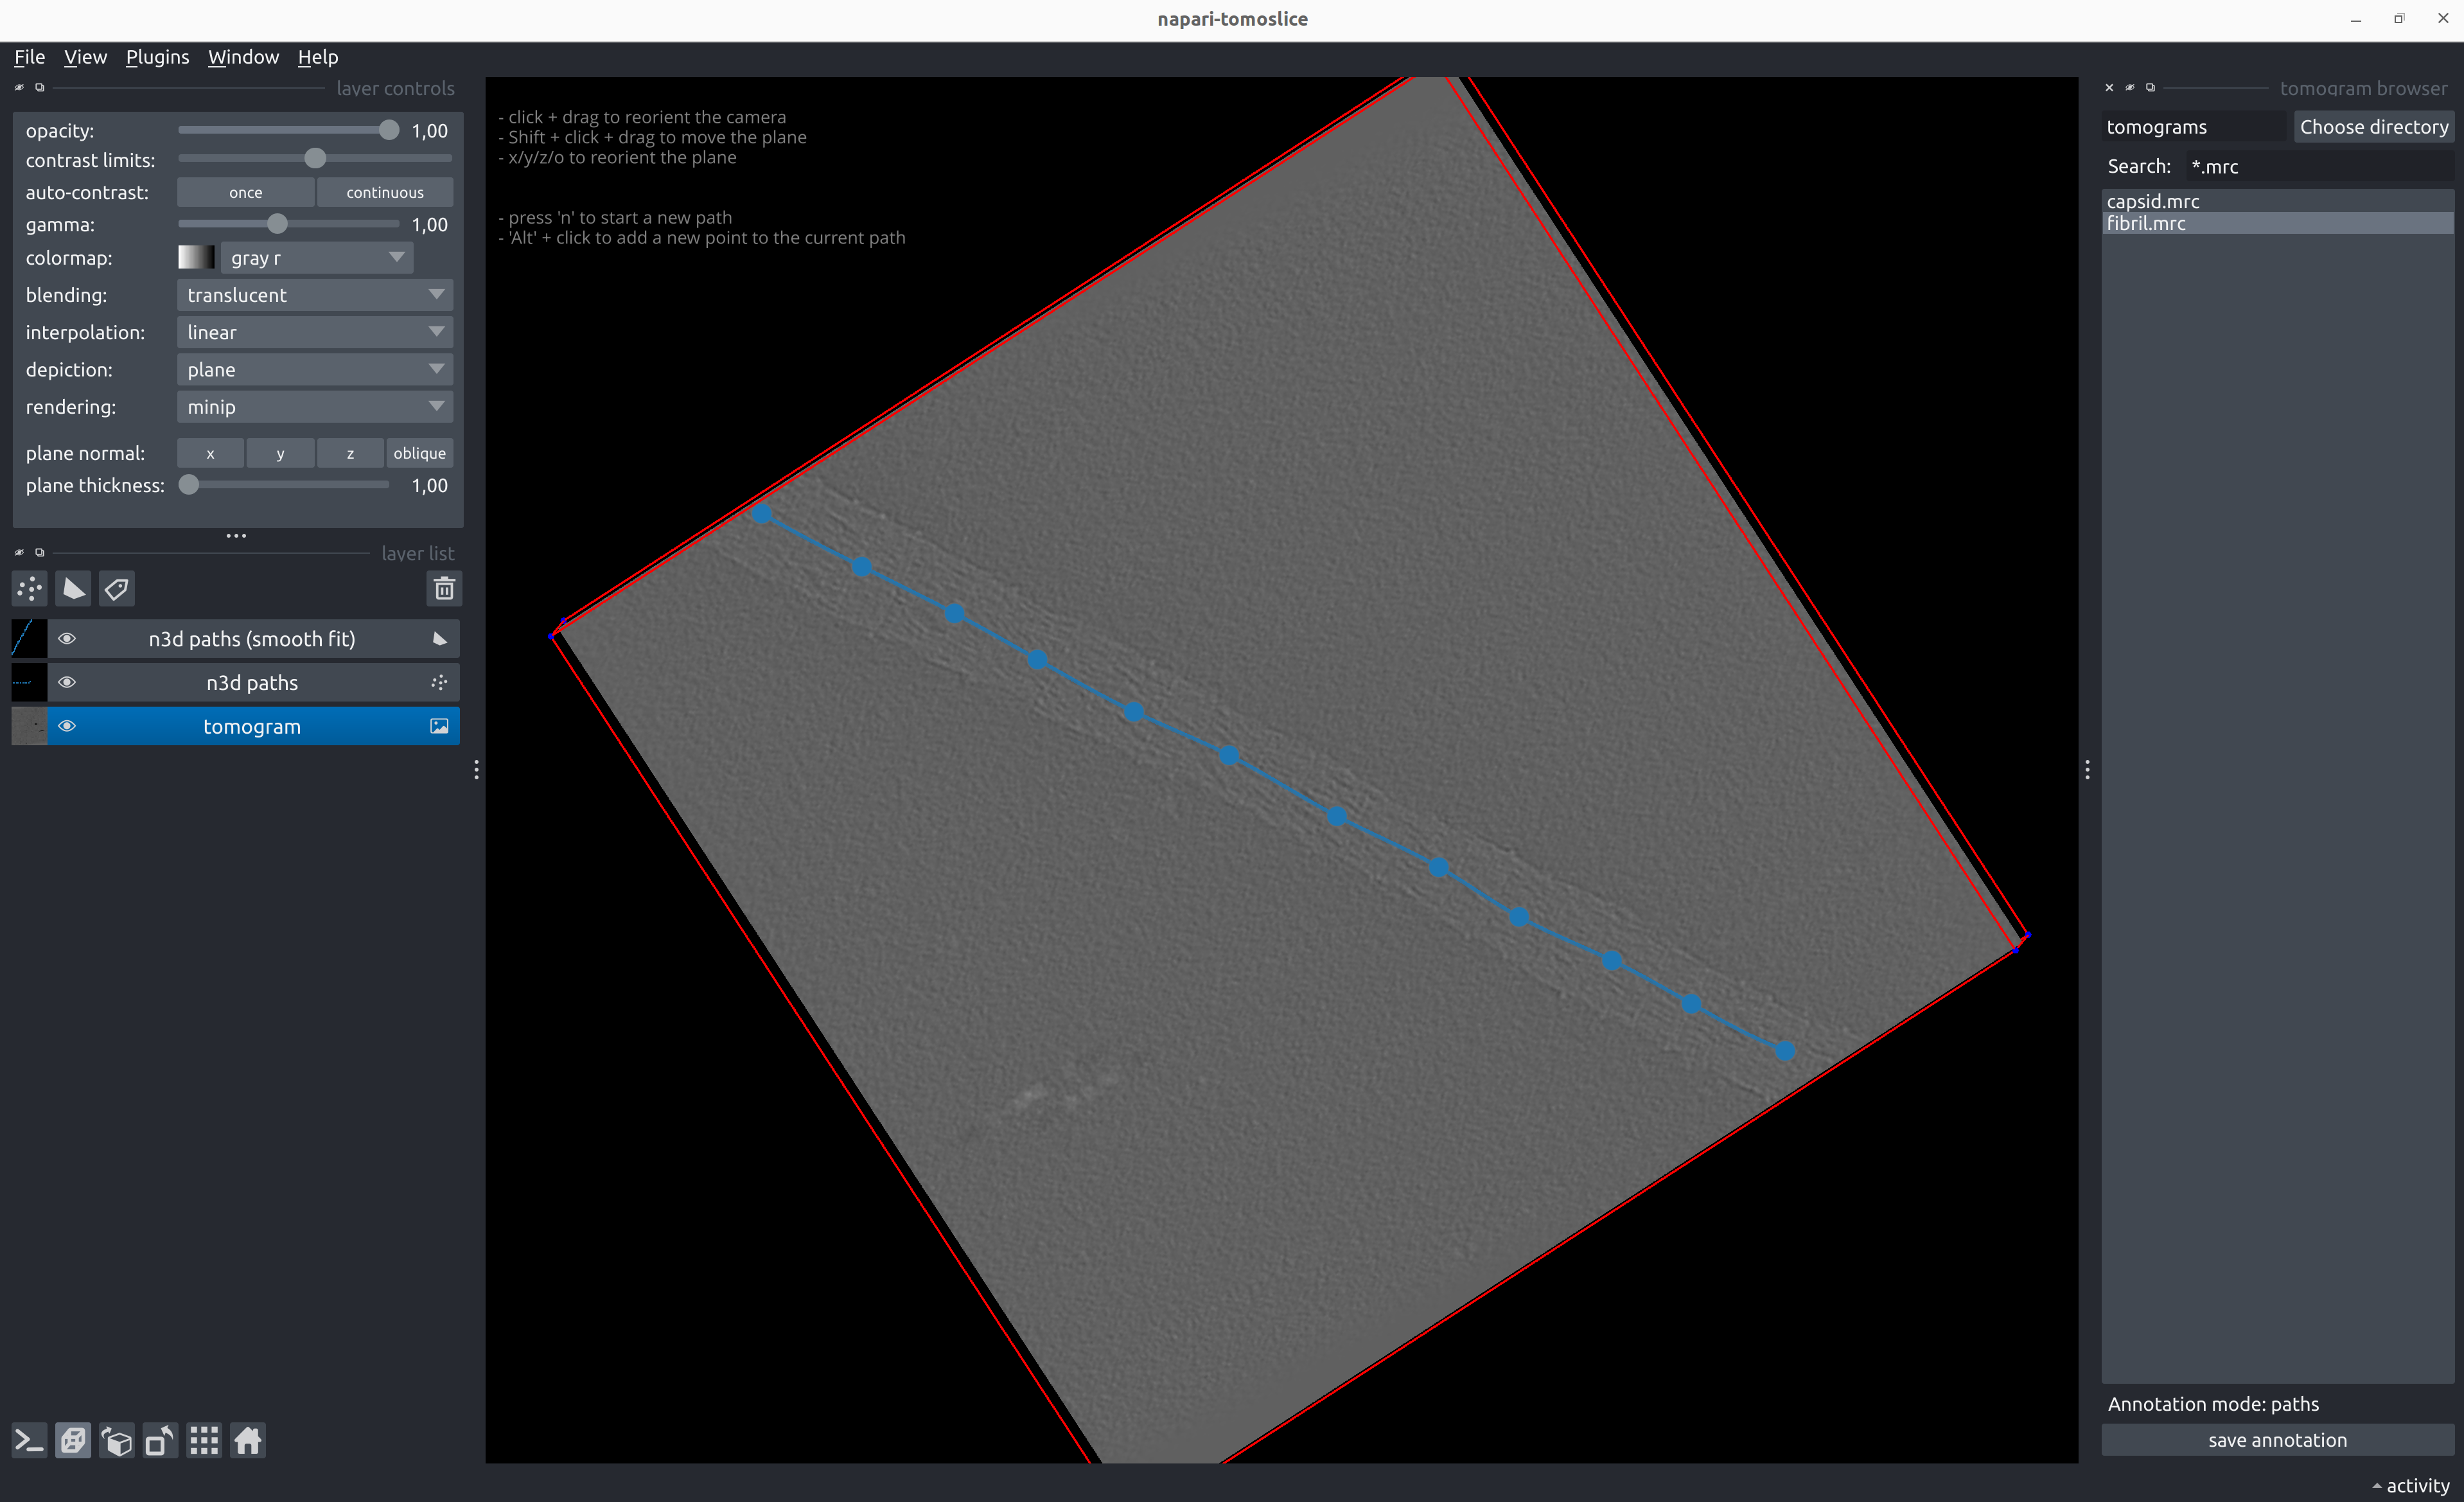 napari-tomoslice
File View Plugins Window Help
layer controls
opacity: 1,00
contrast limits:
auto-contrast: once continuous
gamma: 1,00
colormap: gray r
blending: translucent
interpolation: linear
depiction: plane
rendering: minip
plane normal: x y z oblique
plane thickness: 1,00
layer list
n3d paths (smooth fit)
n3d paths
tomogram
- click + drag to reorient the camera
- Shift + click + drag to move the plane
- x/y/z/o to reorient the plane
- press 'n' to start a new path
- 'Alt' + click to add a new point to the current path
tomogram browser
tomograms Choose directory
Search: *.mrc
capsid.mrc
fibril.mrc
Annotation mode: paths
save annotation
activity